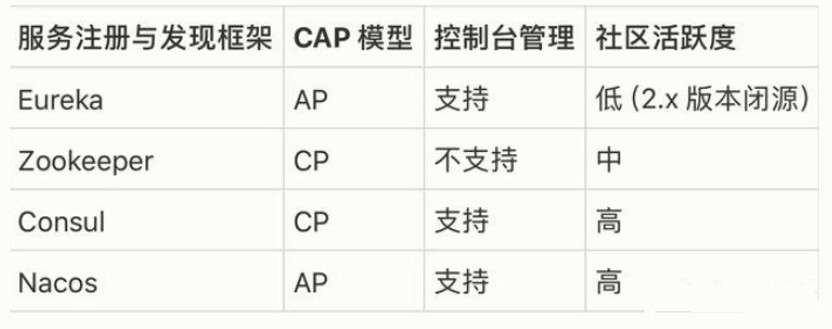 服务注册与发现框架 CAP 模型 控制台管理 社区活跃度
Eureka AP 支持 低 (2.x 版本闭源)
Zookeeper CP 不支持 中
Consul CP 支持 高
Nacos AP 支持 高